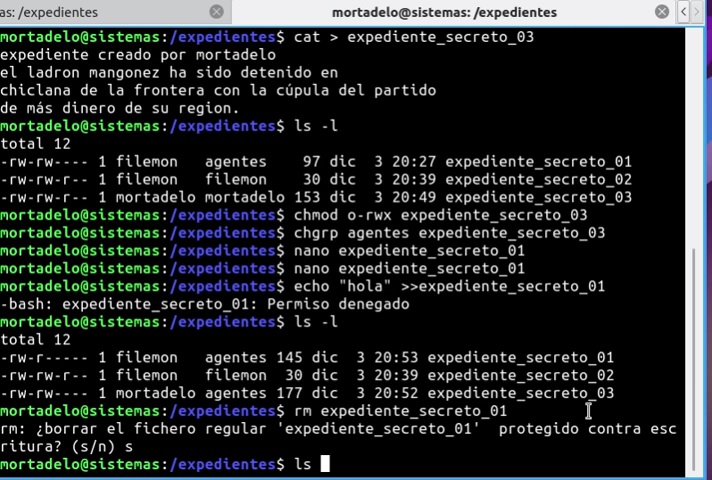 as: /expedientes
mortadelo@sistemas: /expedientes
mortadelo@sistemas:/expedientes$ cat > expediente_secreto_03
expediente creado por mortadelo
el ladron mangonez ha sido detenido en
chiclana de la frontera con la cúpula del partido
de más dinero de su region.
mortadelo@sistemas:/expedientes$ ls -l
total 12
-rw-rw---- 1 filemon   agentes    97 dic  3 20:27 expediente_secreto_01
-rw-rw-r-- 1 filemon   filemon    30 dic  3 20:39 expediente_secreto_02
-rw-rw-r-- 1 mortadelo mortadelo 153 dic  3 20:49 expediente_secreto_03
mortadelo@sistemas:/expedientes$ chmod o-rwx expediente_secreto_03
mortadelo@sistemas:/expedientes$ chgrp agentes expediente_secreto_03
mortadelo@sistemas:/expedientes$ nano expediente_secreto_01
mortadelo@sistemas:/expedientes$ nano expediente_secreto_01
mortadelo@sistemas:/expedientes$ echo "hola" >>expediente_secreto_01
-bash: expediente_secreto_01: Permiso denegado
mortadelo@sistemas:/expedientes$ ls -l
total 12
-rw-r----- 1 filemon   agentes 145 dic  3 20:53 expediente_secreto_01
-rw-rw-r-- 1 filemon   filemon  30 dic  3 20:39 expediente_secreto_02
-rw-rw---- 1 mortadelo agentes 177 dic  3 20:52 expediente_secreto_03
mortadelo@sistemas:/expedientes$ rm expediente_secreto_01
rm: ¿borrar el fichero regular 'expediente_secreto_01'  protegido contra esc
ritura? (s/n) s
mortadelo@sistemas:/expedientes$ ls